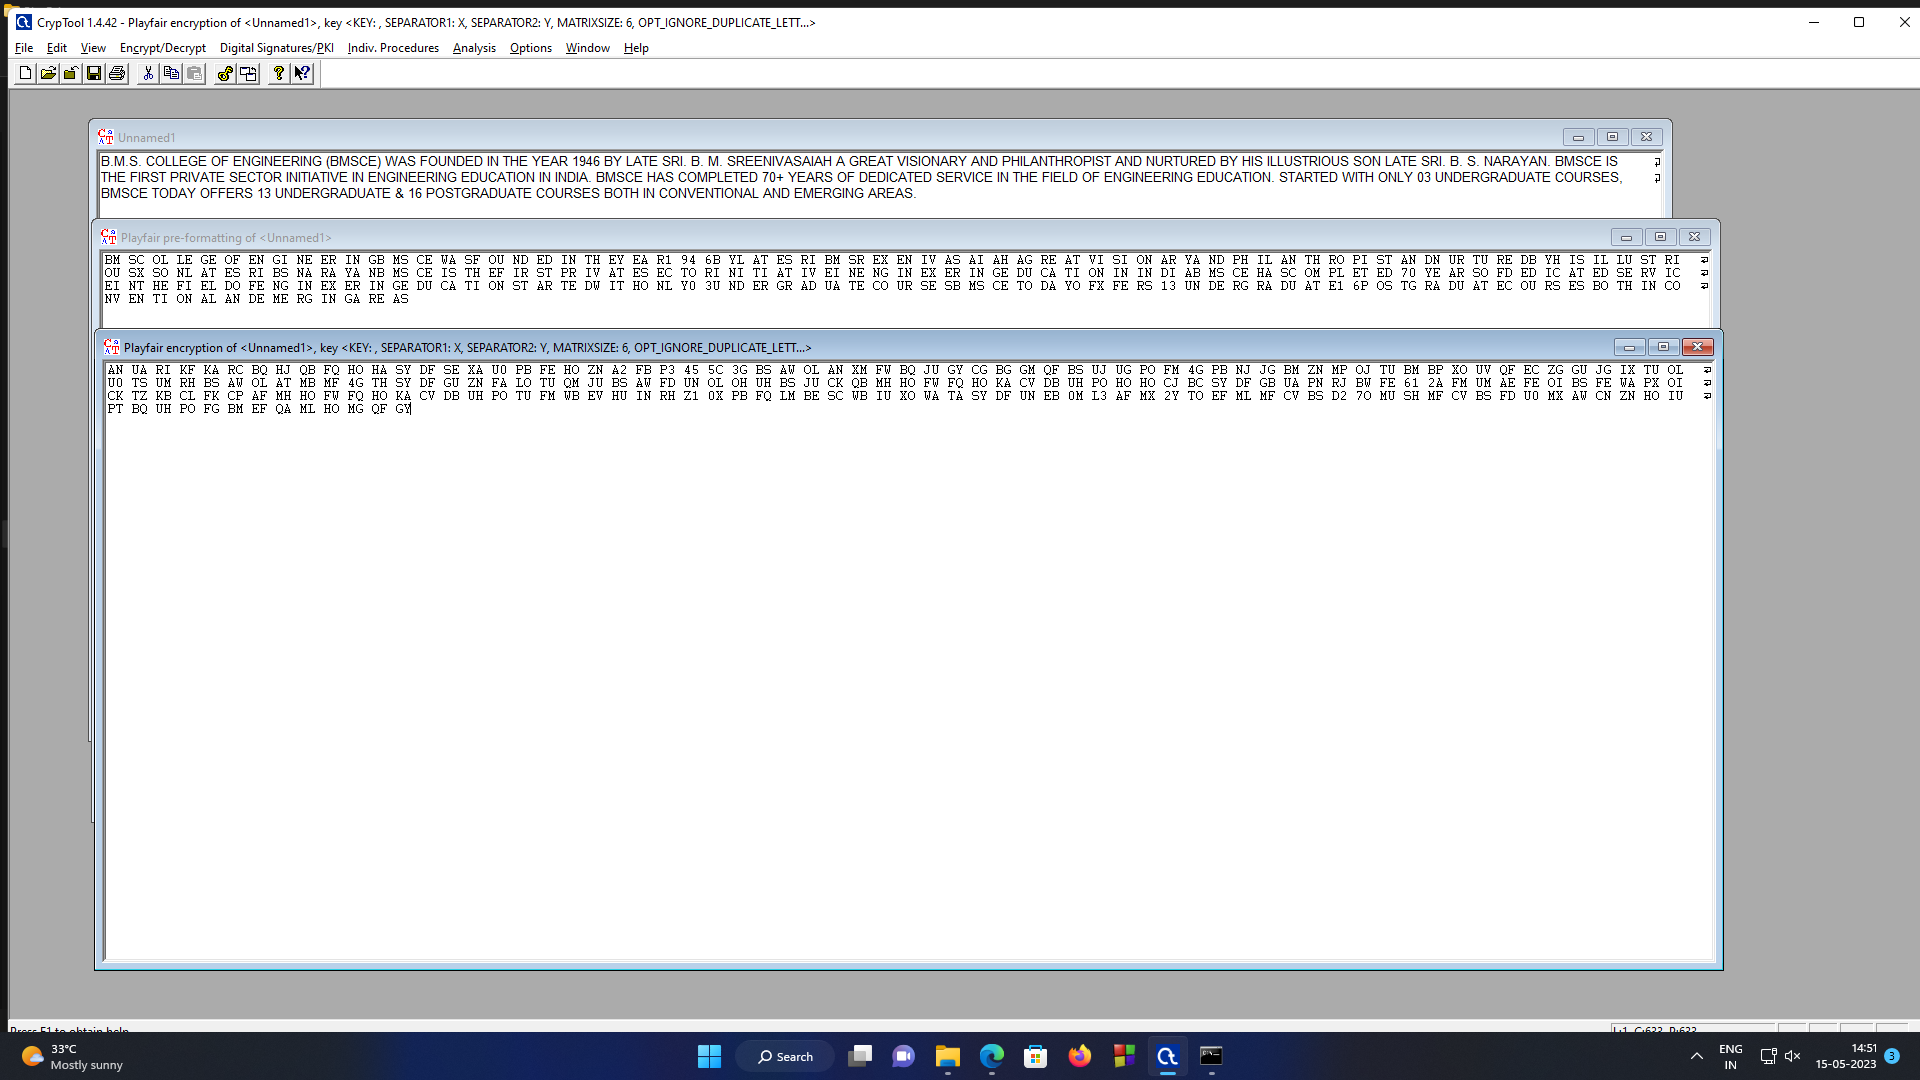 CrypTool 1.4.42 - Playfair encryption of <Unnamed1>, key <KEY: , SEPARATOR1: X, SEPARATOR2: Y, MATRIXSIZE: 6, OPT_IGNORE_DUPLICATE_LETT...>
File Edit View Encrypt/Decrypt Digital Signatures/PKI Indiv. Procedures Analysis Options Window Help
Unnamed1
B.M.S. COLLEGE OF ENGINEERING (BMSCE) WAS FOUNDED IN THE YEAR 1946 BY LATE SRI. B. M. SREENIVASAIAH A GREAT VISIONARY AND PHILANTHROPIST AND NURTURED BY HIS ILLUSTRIOUS SON LATE SRI. B. S. NARAYAN. BMSCE IS
THE FIRST PRIVATE SECTOR INITIATIVE IN ENGINEERING EDUCATION IN INDIA. BMSCE HAS COMPLETED 70+ YEARS OF DEDICATED SERVICE IN THE FIELD OF ENGINEERING EDUCATION. STARTED WITH ONLY 03 UNDERGRADUATE COURSES,
BMSCE TODAY OFFERS 13 UNDERGRADUATE & 16 POSTGRADUATE COURSES BOTH IN CONVENTIONAL AND EMERGING AREAS.
Playfair pre-formatting of <Unnamed1>
BM SC OL LE GE OF EN GI NE ER IN GB MS CE WA SF OU ND ED IN TH EY EA R1 94 6B YL AT ES RI BM SR EX EN IV AS AI AH AG RE AT VI SI ON AR YA ND PH IL AN TH RO PI ST AN DN UR TU RE DB YH IS IL LU ST RI
OU SX SO NL AT ES RI BS NA RA YA NB MS CE IS TH EF IR ST PR IV AT ES EC TO RI NI TI AT IV EI NE NG IN EX ER IN GE DU CA TI ON IN IN DI AB MS CE HA SC OM PL ET ED 70 YE AR SO FD ED IC AT ED SE RV IC
EI NT HE FI EL DO FE NG IN EX ER IN GE DU CA TI ON ST AR TE DW IT HO NL Y0 3U ND ER GR AD UA TE CO UR SE SB MS CE TO DA YO FX FE RS 13 UN DE RG RA DU AT E1 6P OS TG RA DU AT EC OU RS ES BO TH IN CO
NV EN TI ON AL AN DE ME RG IN GA RE AS
Playfair encryption of <Unnamed1>, key <KEY: , SEPARATOR1: X, SEPARATOR2: Y, MATRIXSIZE: 6, OPT_IGNORE_DUPLICATE_LETT...>
AN UA RI KF KA RC BQ HJ QB FQ HO HA SY DF SE XA U0 PB FE HO ZN A2 FB P3 45 5C 3G BS AW OL AN XM FW BQ JU GY CG BG GM QF BS UJ UG PO FM 4G PB NJ JG BM ZN MP OJ TU BM BP XO UV QF EC ZG GU JG IX TU OL
U0 TS UM RH BS AW OL AT MB MF 4G TH SY DF GU ZN FA LO TU QM JU BS AW FD UN OL OH UH BS JU CK QB MH HO FW FQ HO KA CV DB UH PO HO HO CJ BC SY DF GB UA PN RJ BW FE 61 2A FM UM AE FE OI BS FE WA PX OI
CK TZ KB CL FK CP AF MH HO FW FQ HO KA CV DB UH PO TU FM WB EV HU IN RH Z1 0X PB FQ LM BE SC WB IU XO WA TA SY DF UN EB 0M L3 AF MX 2Y TO EF ML MF CV BS D2 7O MU SH MF CV BS FD U0 MX AW CN ZN HO IU
PT BQ UH PO FG BM EF QA ML HO MG QF GY
Press F1 to obtain help
L:1 C:633 P:633
33°C
Mostly sunny
Search
ENG
IN
14:51
15-05-2023
3